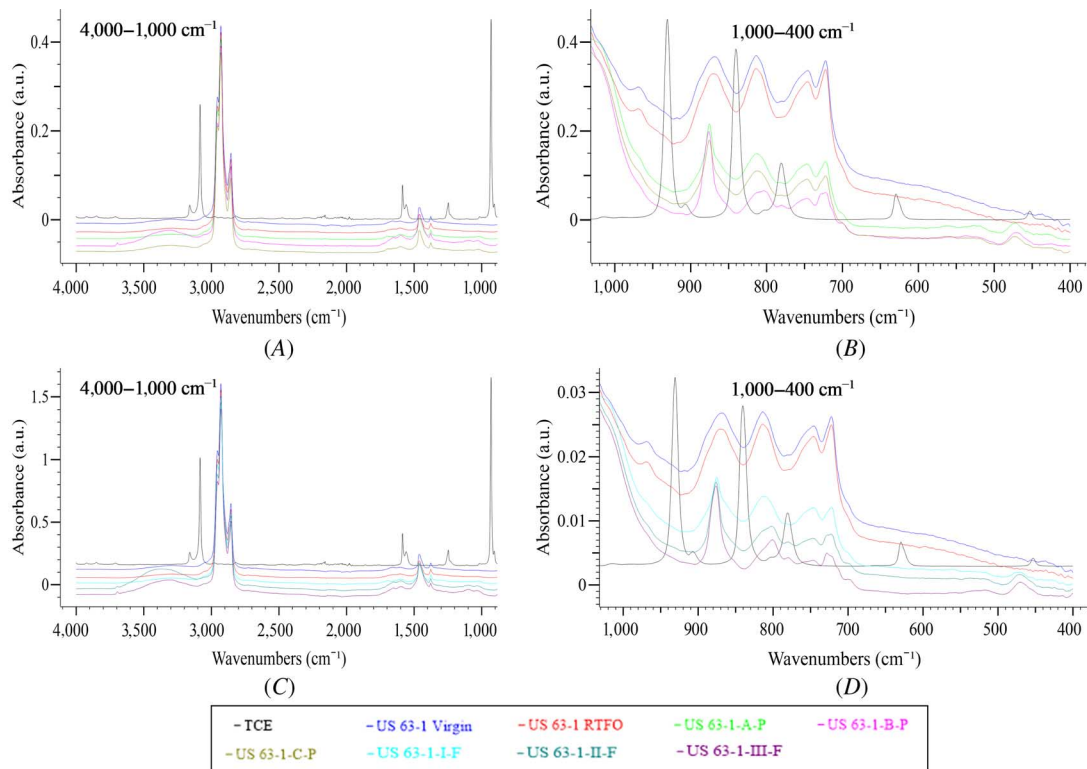 4,000–1,000 cm⁻¹
0.4
0.2
0
Absorbance (a.u.)
4,000 3,500 3,000 2,500 2,000 1,500 1,000
Wavenumbers (cm⁻¹)
(A)
1,000–400 cm⁻¹
0.4
0.2
0
Absorbance (a.u.)
1,000 900 800 700 600 500 400
Wavenumbers (cm⁻¹)
(B)
4,000–1,000 cm⁻¹
1.5
1
0.5
0
Absorbance (a.u.)
4,000 3,500 3,000 2,500 2,000 1,500 1,000
Wavenumbers (cm⁻¹)
(C)
1,000–400 cm⁻¹
0.03
0.02
0.01
0
Absorbance (a.u.)
1,000 900 800 700 600 500 400
Wavenumbers (cm⁻¹)
(D)
–TCE –US 63-1 Virgin –US 63-1 RTFO –US 63-1-A-P –US 63-1-B-P
–US 63-1-C-P –US 63-1-I-F –US 63-1-II-F –US 63-1-III-F